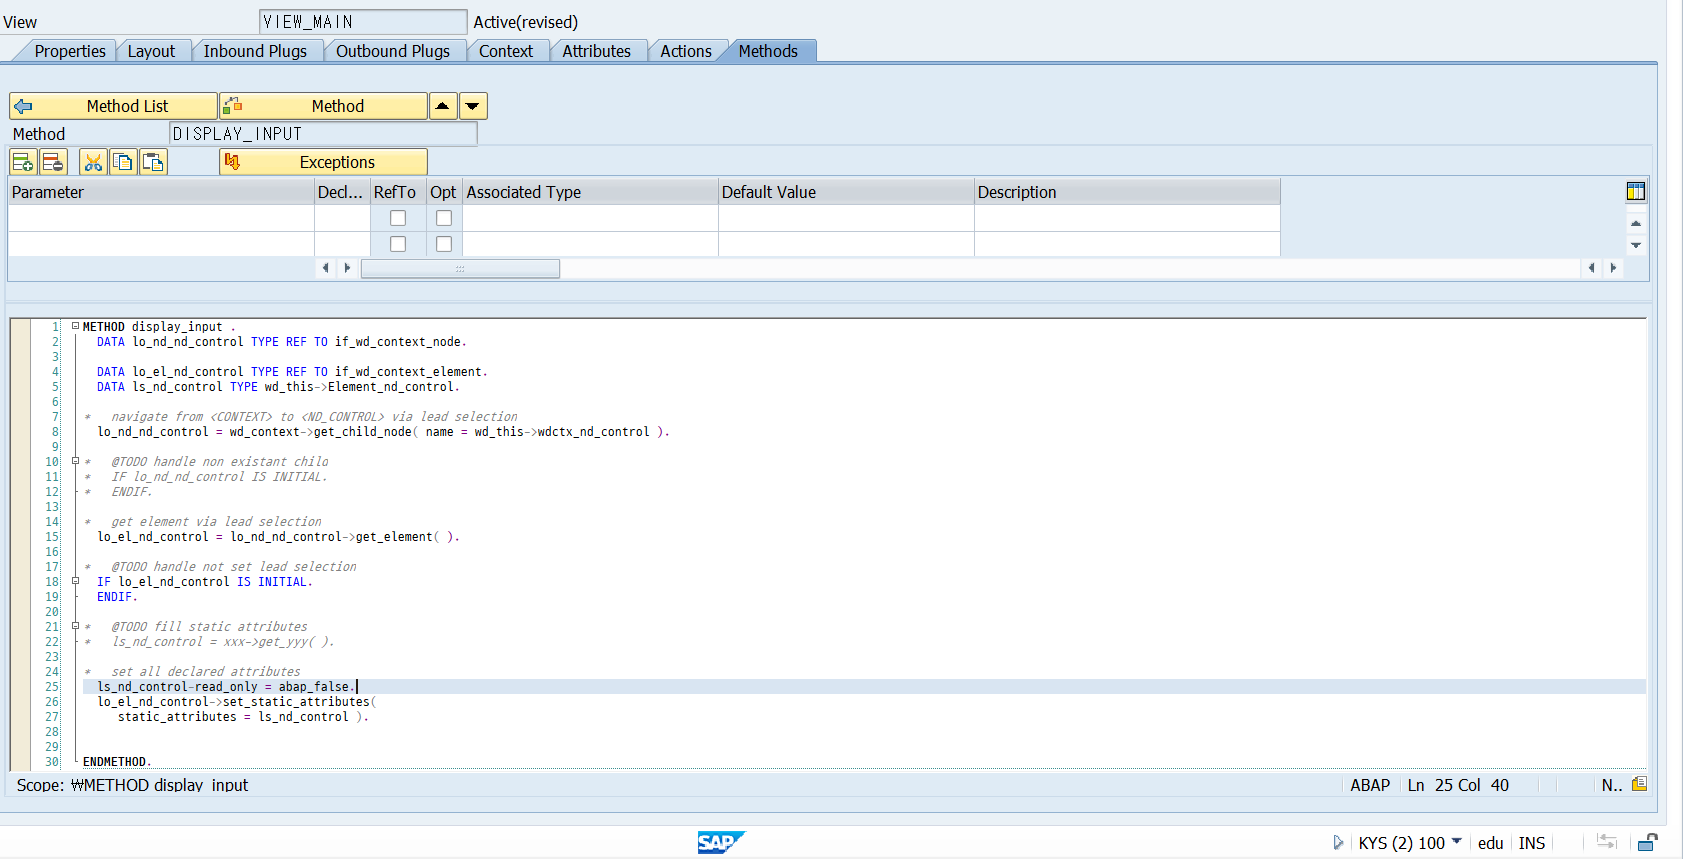 View VIEW_MAIN Active(revised)
Properties Layout Inbound Plugs Outbound Plugs Context Attributes Actions Methods
Method List Method
Method DISPLAY_INPUT
Exceptions
Parameter Decl... RefTo Opt Associated Type Default Value Description
1 METHOD display_input .
2 DATA lo_nd_nd_control TYPE REF TO if_wd_context_node.
3
4 DATA lo_el_nd_control TYPE REF TO if_wd_context_element.
5 DATA ls_nd_control TYPE wd_this->Element_nd_control.
6
7 * navigate from <CONTEXT> to <ND_CONTROL> via lead selection
8 lo_nd_nd_control = wd_context->get_child_node( name = wd_this->wdctx_nd_control ).
9
10 * @TODO handle non existant child
11 * IF lo_nd_nd_control IS INITIAL.
12 * ENDIF.
13
14 * get element via lead selection
15 lo_el_nd_control = lo_nd_nd_control->get_element( ).
16
17 * @TODO handle not set lead selection
18 IF lo_el_nd_control IS INITIAL.
19 ENDIF.
20
21 * @TODO fill static attributes
22 * ls_nd_control = xxx->get_yyy( ).
23
24 * set all declared attributes
25 ls_nd_control-read_only = abap_false.
26 lo_el_nd_control->set_static_attributes(
27 static_attributes = ls_nd_control ).
28
29
30 ENDMETHOD.
Scope: ₩METHOD display_input ABAP Ln 25 Col 40 N..
SAP KYS (2) 100 edu INS